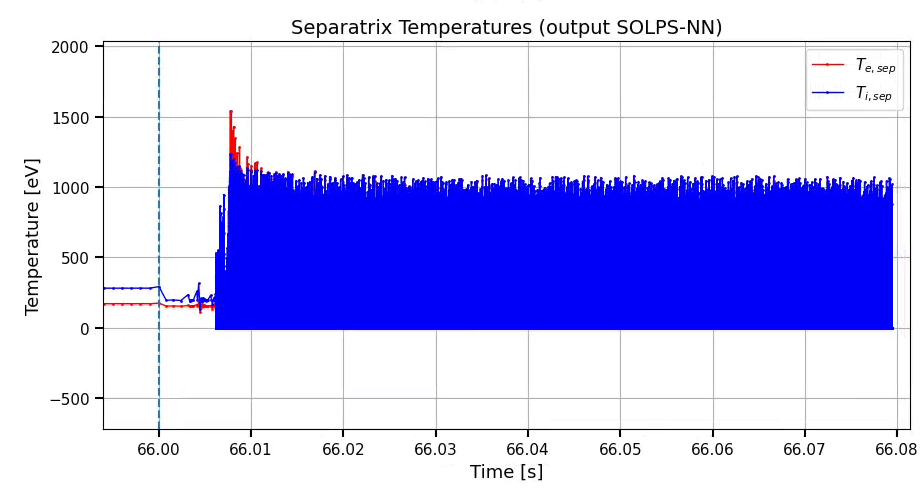 Separatrix Temperatures (output SOLPS-NN)
T_{e,sep}
T_{i,sep}
Temperature [eV]
2000
1500
1000
500
0
−500
66.00 66.01 66.02 66.03 66.04 66.05 66.06 66.07 66.08
Time [s]